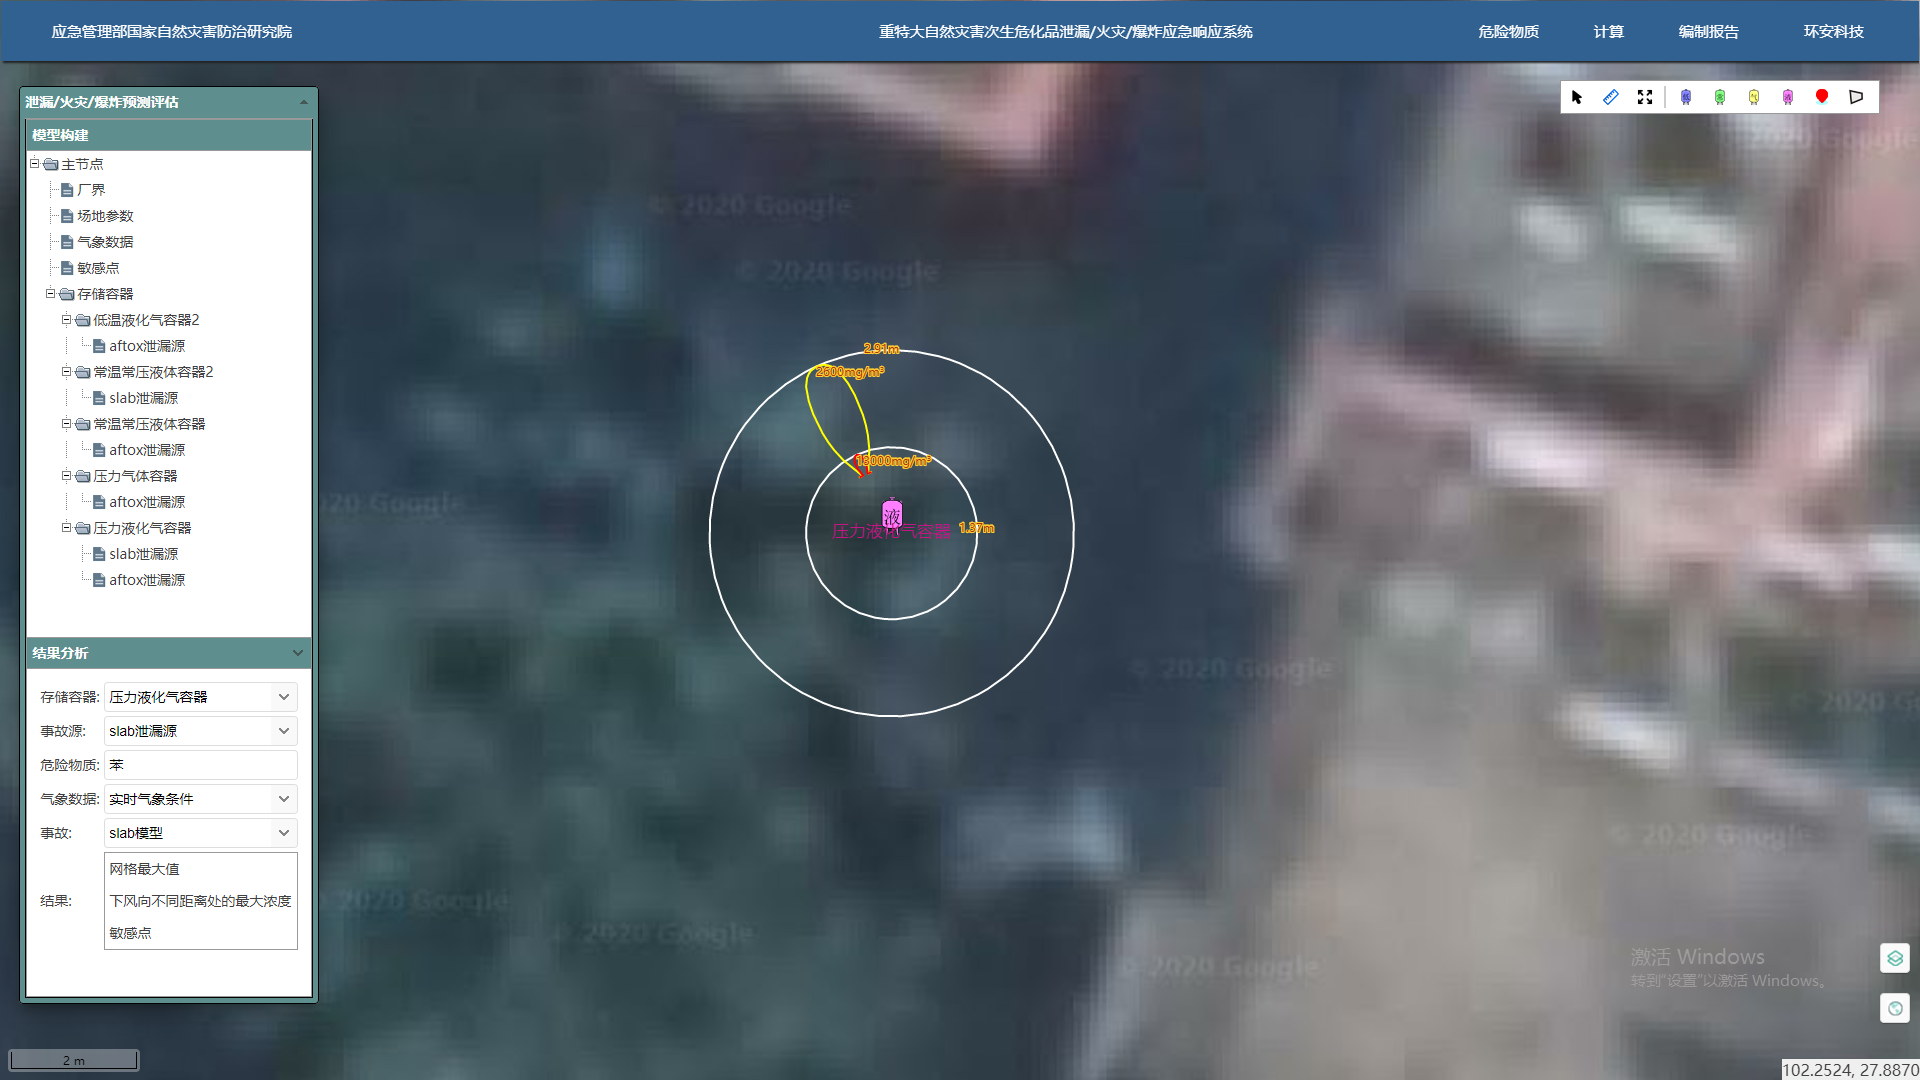 应急管理部国家自然灾害防治研究院
重特大自然灾害次生危化品泄漏/火灾/爆炸应急响应系统
危险物质
计算
编制报告
环安科技
泄漏/火灾/爆炸预测评估
模型构建
主节点
厂界
场地参数
气象数据
敏感点
存储容器
低温液化气容器2
aftox泄漏源
常温常压液体容器2
slab泄漏源
常温常压液体容器
aftox泄漏源
压力气体容器
aftox泄漏源
压力液化气容器
slab泄漏源
aftox泄漏源
结果分析
存储容器: 压力液化气容器
事故源: slab泄漏源
危险物质: 苯
气象数据: 实时气象条件
事故: slab模型
结果:
网格最大值
下风向不同距离处的最大浓度
敏感点
2.91m
2600mg/m³
13000mg/m³
液
压力液化气容器
1.37m
© 2020 Google
© 2020 Google
2020 Google
© 2020 Google
2020 Google
© 2020 Google
2020 Google
2020 Google
2020 Google
2020 Google
激活 Windows
转到"设置"以激活 Windows。
2 m
102.2524, 27.8870